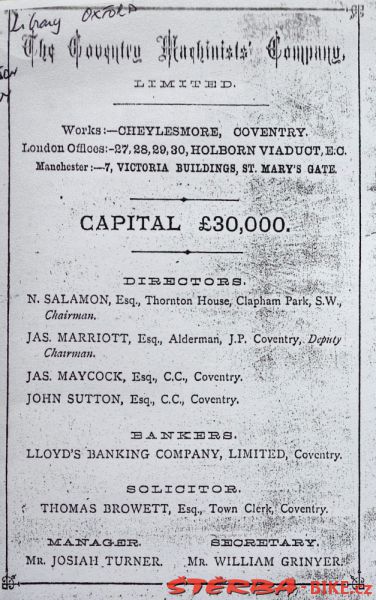 Library OXFORD
The Coventry Machinists' Company,
LIMITED.
Works:—CHEYLESMORE, COVENTRY.
London Offices:-27, 28, 29, 30, HOLBORN VIADUCT, E.C.
Manchester:—7, VICTORIA BUILDINGS, ST. MARY'S GATE.
CAPITAL £30,000.
DIRECTORS.
N. SALAMON, Esq., Thornton House, Clapham Park, S.W.,
Chairman.
JAS. MARRIOTT, Esq., Alderman, J.P. Coventry, Deputy
Chairman.
JAS. MAYCOCK, Esq., C.C., Coventry.
JOHN SUTTON, Esq., C.C., Coventry.
BANKERS.
LLOYD'S BANKING COMPANY, LIMITED, Coventry.
SOLICITOR.
THOMAS BROWETT, Esq., Town Clerk, Coventry.
MANAGER. SECRETARY.
MR. JOSIAH TURNER. MR. WILLIAM GRINYER.
ŠTĚRBA-BIKE.cz